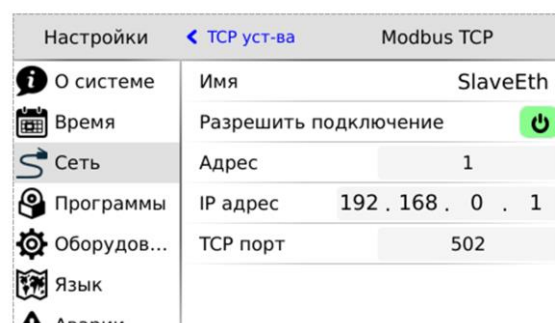 Настройки
TCP уст-ва
Modbus TCP
О системе
Время
Сеть
Программы
Оборудов...
Язык
Имя SlaveEth
Разрешить подключение
Адрес 1
IP адрес 192 . 168 . 0 . 1
TCP порт 502